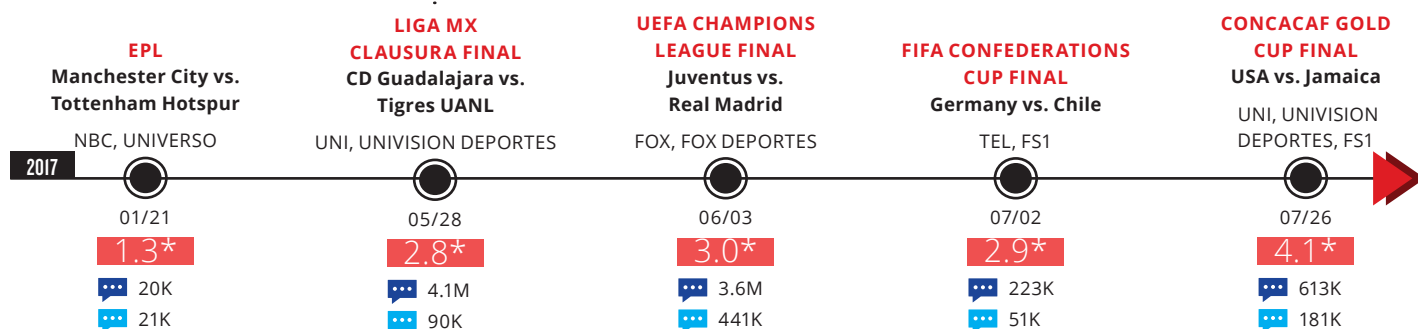 EPL
Manchester City vs.
Tottenham Hotspur
NBC, UNIVERSO
01/21
1.3*
20K
21K
LIGA MX
CLAUSURA FINAL
CD Guadalajara vs.
Tigres UANL
UNI, UNIVISION DEPORTES
05/28
2.8*
4.1M
90K
UEFA CHAMPIONS
LEAGUE FINAL
Juventus vs.
Real Madrid
FOX, FOX DEPORTES
06/03
3.0*
3.6M
441K
FIFA CONFEDERATIONS
CUP FINAL
Germany vs. Chile
TEL, FS1
07/02
2.9*
223K
51K
CONCACAF GOLD
CUP FINAL
USA vs. Jamaica
UNI, UNIVISION
DEPORTES, FS1
07/26
4.1*
613K
181K
2017